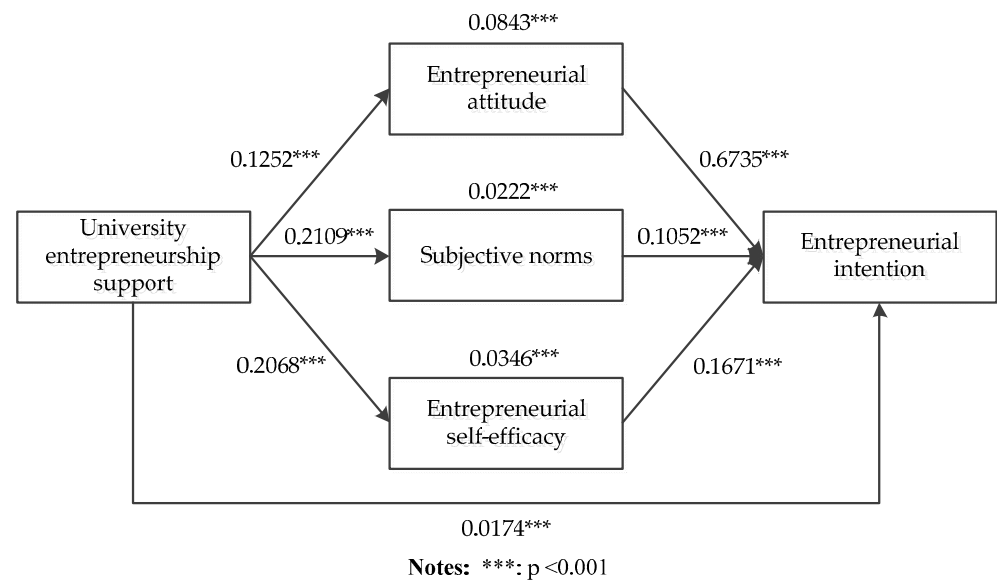 0.0843***
Entrepreneurial
attitude
0.1252***
0.6735***
0.0222***
University
entrepreneurship
support
0.2109***
Subjective norms
0.1052***
Entrepreneurial
intention
0.2068***
0.0346***
0.1671***
Entrepreneurial
self-efficacy
0.0174***
Notes: ***: p <0.001